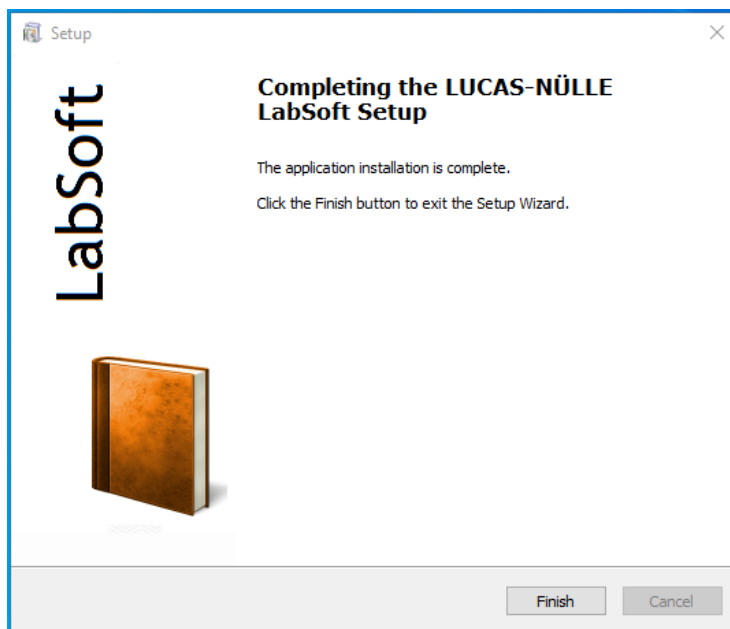 Setup
LabSoft
Completing the LUCAS-NÜLLE
LabSoft Setup
The application installation is complete.
Click the Finish button to exit the Setup Wizard.
Finish
Cancel